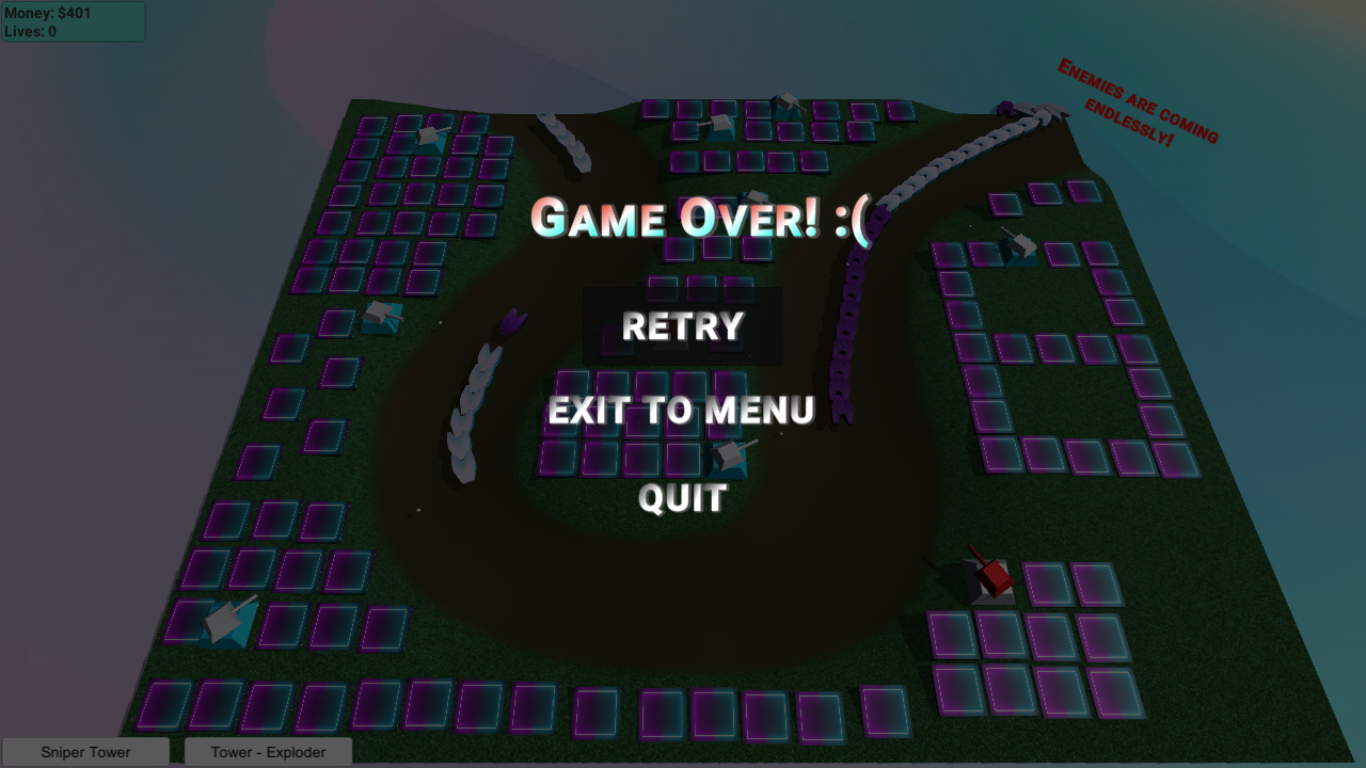 Money: $401
Lives: 0
Enemies are coming
endlessly!
Game Over! :(
RETRY
EXIT TO MENU
QUIT
Sniper Tower
Tower - Exploder